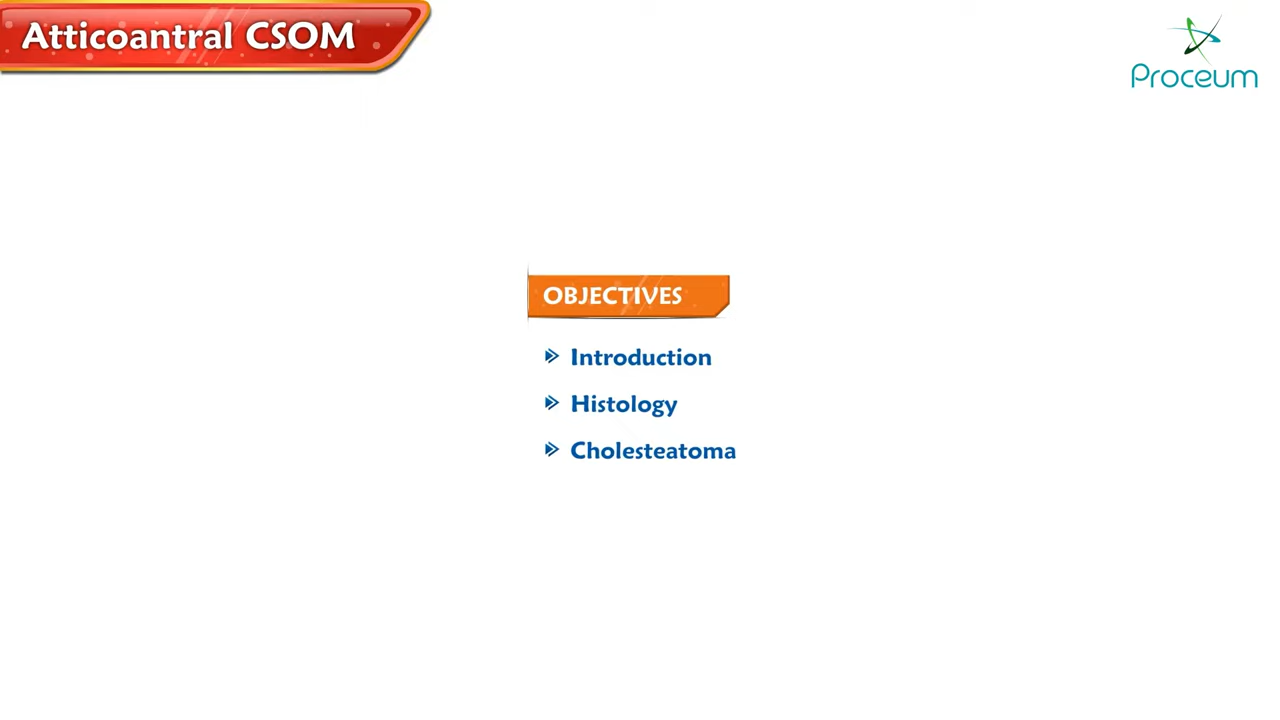 Atticoantral CSOM
Proceum
OBJECTIVES
Introduction
Histology
Cholesteatoma